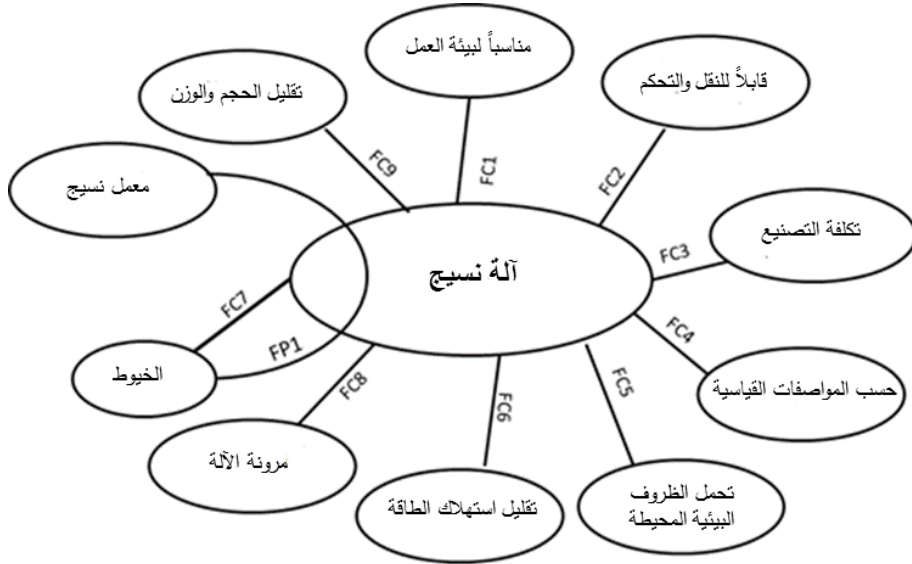 مناسباً لبيئة العمل
قابلاً للنقل والتحكم
تقليل الحجم والوزن
معمل نسيج
FC9
FC1
FC2
تكلفة التصنيع
FC3
آلة نسيج
FC7
FP1
FC4
الخيوط
FC8
FC6
FC5
حسب المواصفات القياسية
مرونة الآلة
تقليل استهلاك الطاقة
تحمل الظروف
البيئية المحيطة